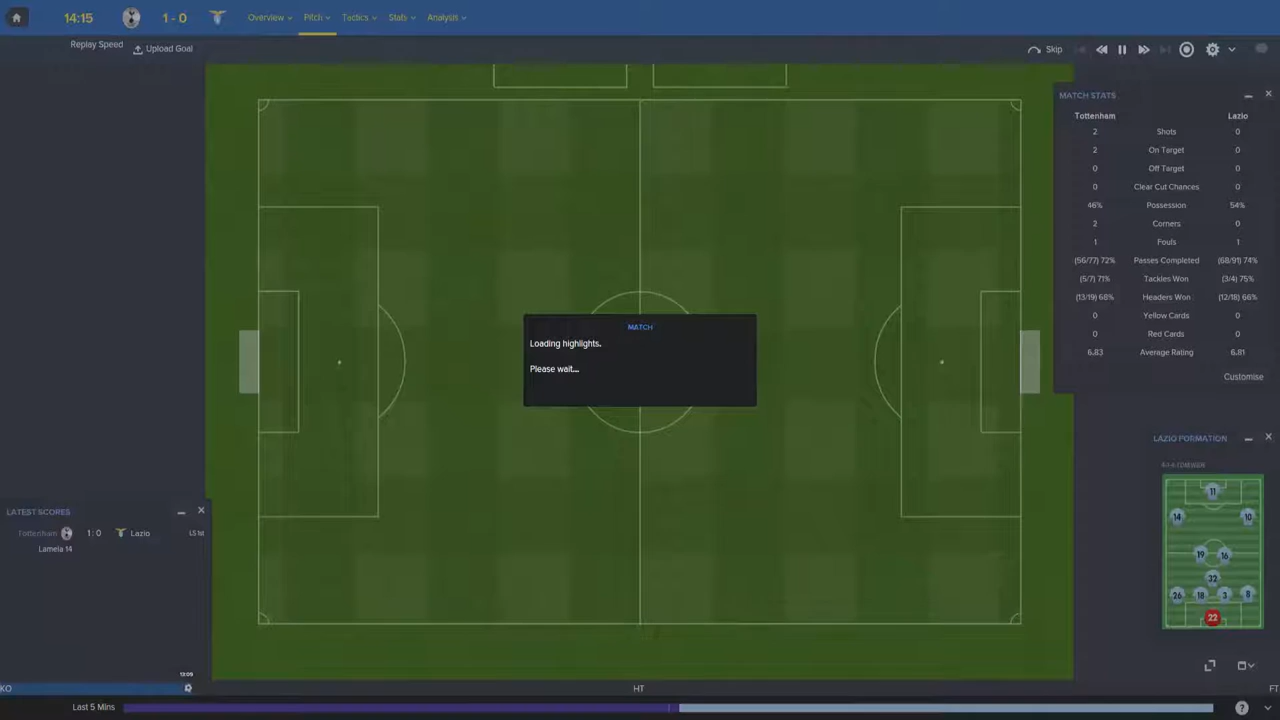 14:15
1 - 0
Overview
Pitch
Tactics
Stats
Analysis
Replay Speed
Upload Goal
Skip
MATCH STATS
Tottenham Lazio
2 Shots 0
2 On Target 0
0 Off Target 0
0 Clear Cut Chances 0
46% Possession 54%
2 Corners 0
1 Fouls 1
(56/77) 72% Passes Completed (68/91) 74%
(5/7) 71% Tackles Won (3/4) 75%
(13/19) 68% Headers Won (12/18) 66%
0 Yellow Cards 0
0 Red Cards 0
6.83 Average Rating 6.81
Customise
MATCH
Loading highlights.
Please wait...
LAZIO FORMATION
11
14 10
19 16
32
26 18 3 8
22
LATEST SCORES
Tottenham 1 : 0 Lazio
Lamela 14
13:09
KO HT FT
Last 5 Mins
?